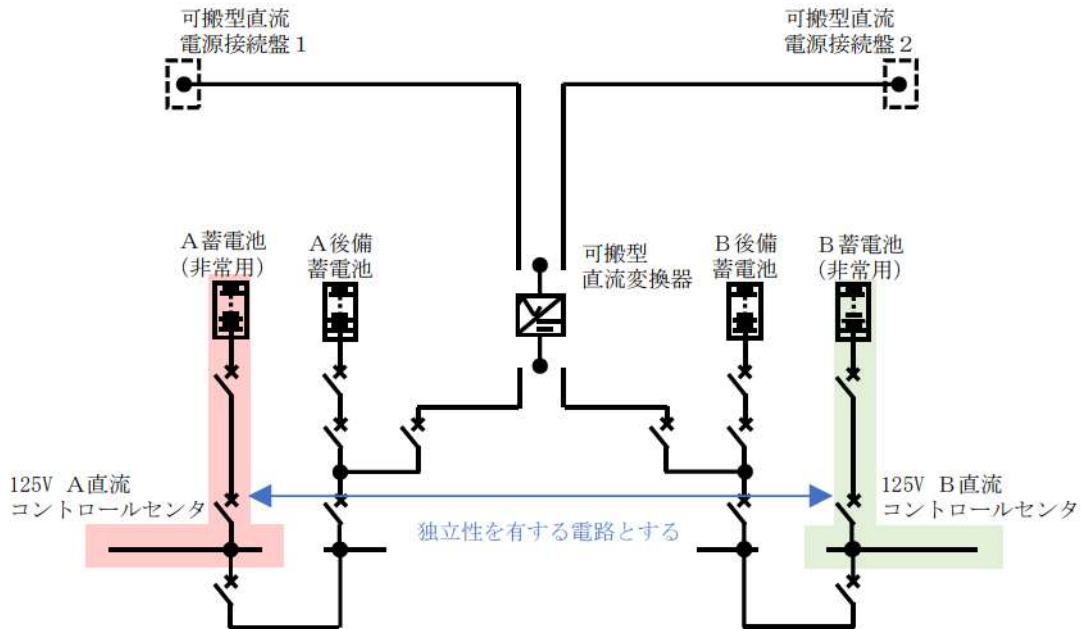 可搬型直流
電源接続盤１
可搬型直流
電源接続盤２
Ａ蓄電池
（非常用）
Ａ後備
蓄電池
可搬型
直流変換器
Ｂ後備
蓄電池
Ｂ蓄電池
（非常用）
125V Ａ直流
コントロールセンタ
125V Ｂ直流
コントロールセンタ
独立性を有する電路とする